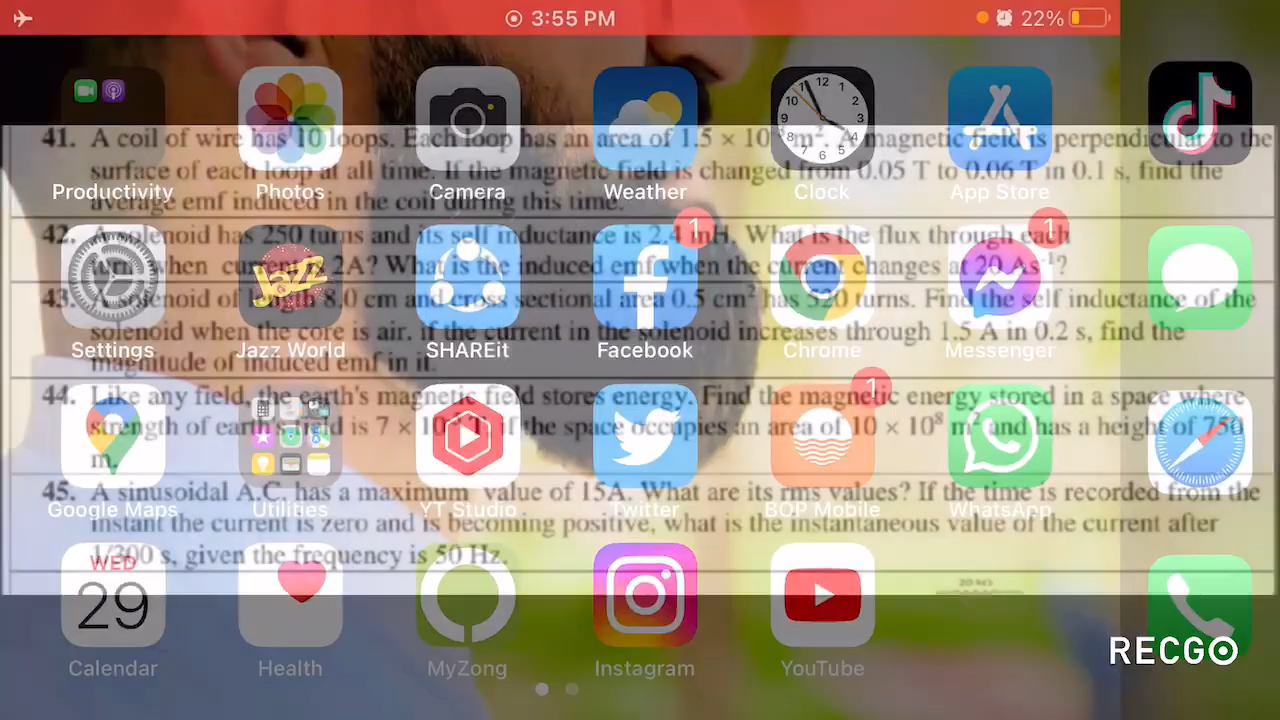 3:55 PM
22%
41. A coil of wire has 10 loops. Each loop has an area of 1.5 × 10 m². A magnetic field is perpendicular to the
surface of each loop at all time. If the magnetic field is changed from 0.05 T to 0.06 T in 0.1 s, find the
average emf induced in the coil during this time.
Productivity
Photos
Camera
Weather
Clock
App Store
42. A solenoid has 250 turns and its self inductance is 2.4 mH. What is the flux through each
turn when current is 2A? What is the induced emf when the current changes at 20 As⁻¹?
1
1
43. A solenoid of length 8.0 cm and cross sectional area 0.5 cm² has 520 turns. Find the self inductance of the
solenoid when the core is air. If the current in the solenoid increases through 1.5 A in 0.2 s, find the
magnitude of induced emf in it.
Jazz
Settings
Jazz World
SHAREit
Facebook
Chrome
Messenger
44. Like any field, the earth's magnetic field stores energy. Find the magnetic energy stored in a space where
strength of earth's field is 7 × 10 if the space occupies an area of 10 × 10⁸ m² and has a height of 750
m.
1
Google Maps
Utilities
YT Studio
Twitter
BOP Mobile
WhatsApp
45. A sinusoidal A.C. has a maximum value of 15A. What are its rms values? If the time is recorded from the
instant the current is zero and is becoming positive, what is the instantaneous value of the current after
1/300 s, given the frequency is 50 Hz.
WED
29
Calendar
Health
MyZong
Instagram
YouTube
RECGO